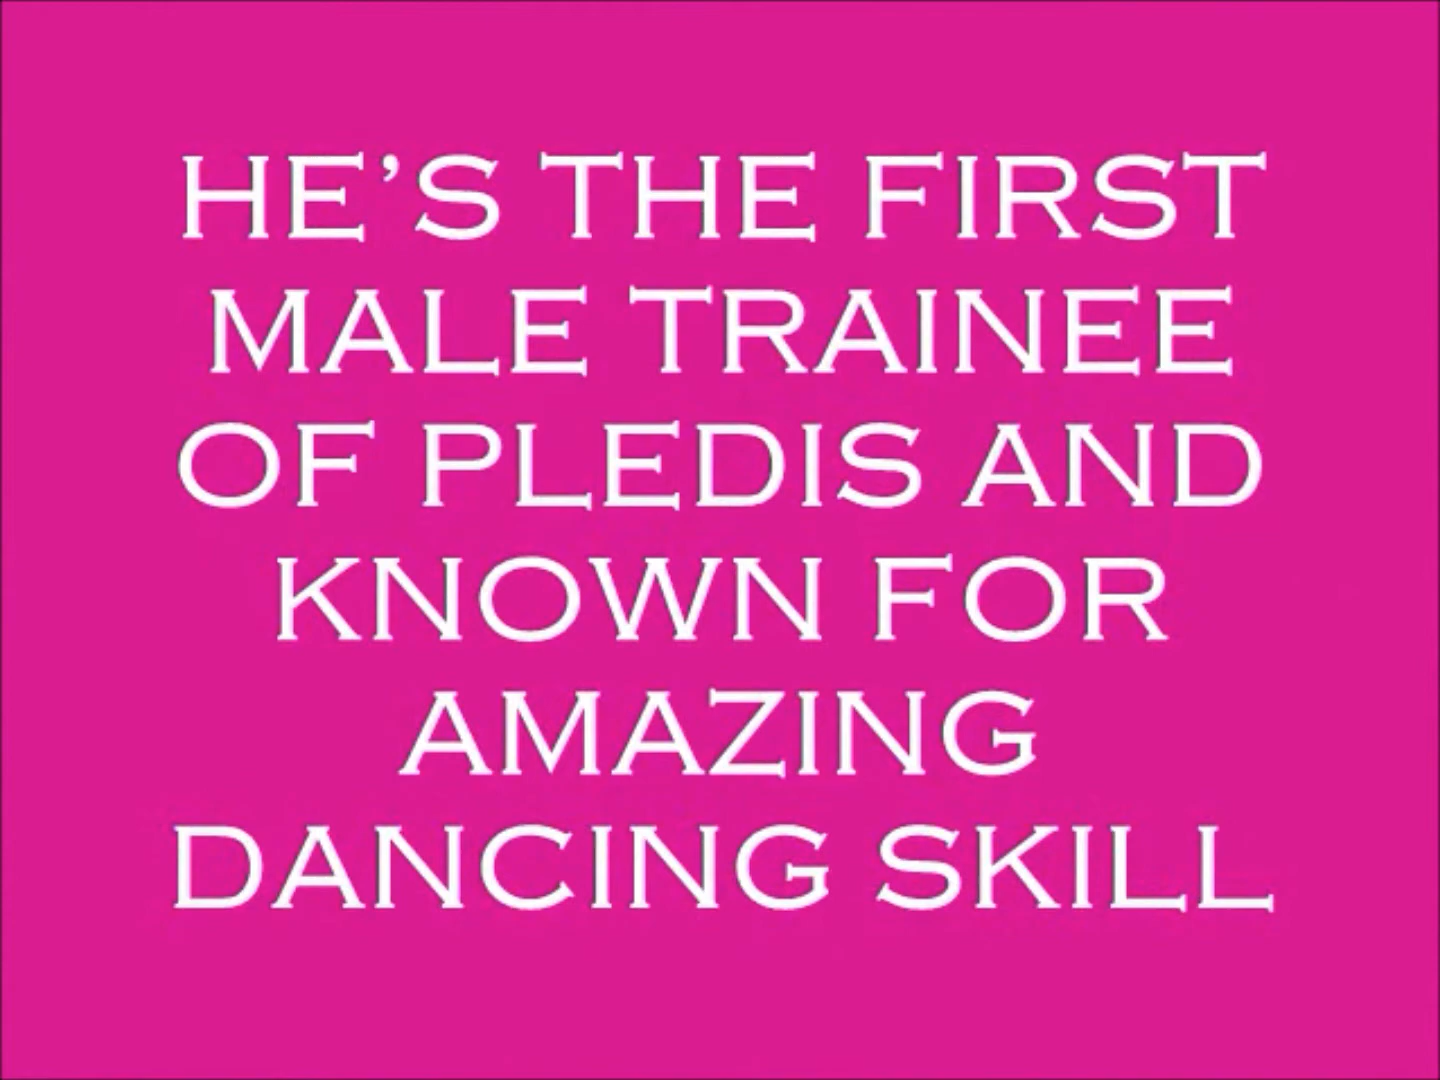 HE’S THE FIRST
MALE TRAINEE
OF PLEDIS AND
KNOWN FOR
AMAZING
DANCING SKILL